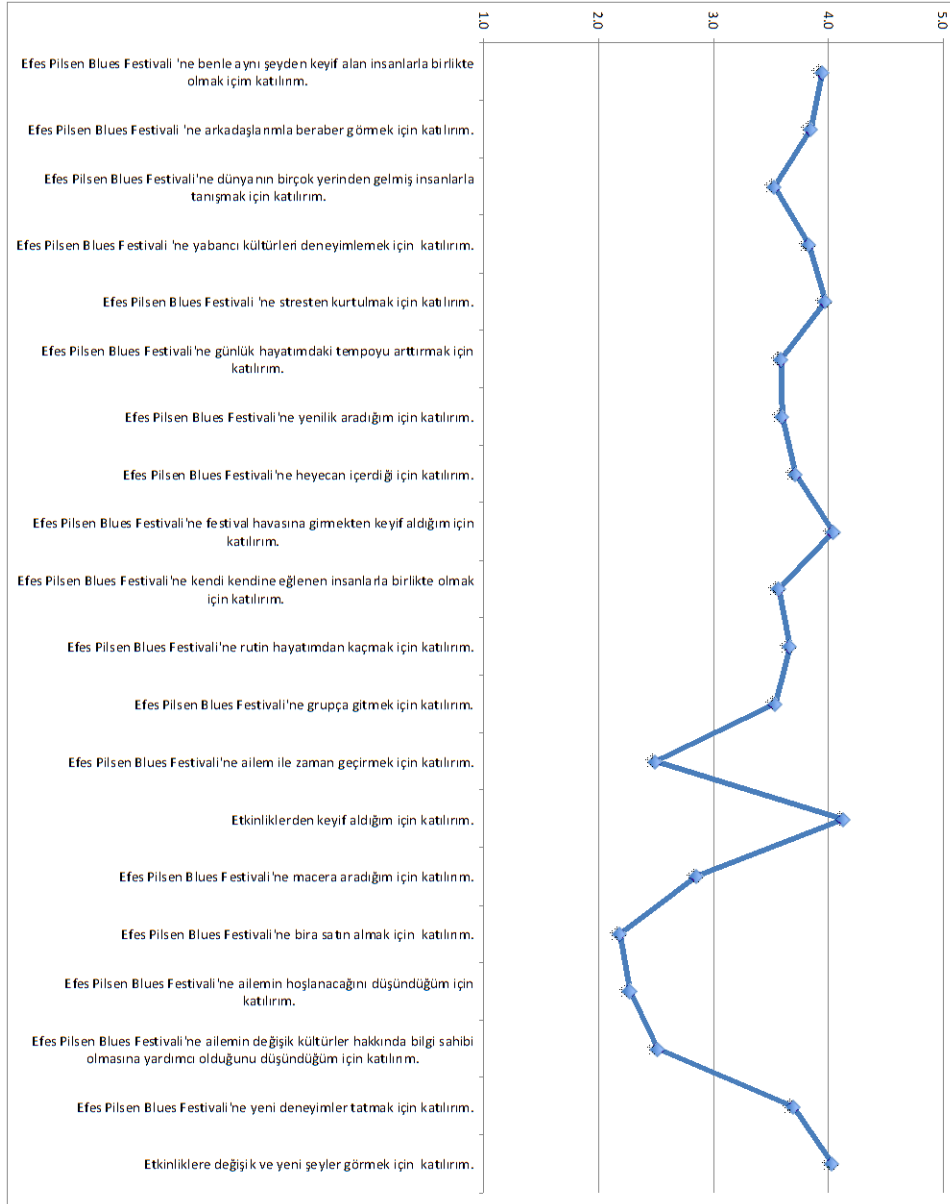 1.0 2.0 3.0 4.0 5.0
Efes Pilsen Blues Festivali 'ne benle aynı şeyden keyif alan insanlarla birlikte
olmak içim katılırım.
Efes Pilsen Blues Festivali 'ne arkadaşlarımla beraber görmek için katılırım.
Efes Pilsen Blues Festivali'ne dünyanın birçok yerinden gelmiş insanlarla
tanışmak için katılırım.
Efes Pilsen Blues Festivali 'ne yabancı kültürleri deneyimlemek için katılırım.
Efes Pilsen Blues Festivali 'ne stresten kurtulmak için katılırım.
Efes Pilsen Blues Festivali'ne günlük hayatımdaki tempoyu arttırmak için
katılırım.
Efes Pilsen Blues Festivali'ne yenilik aradığım için katılırım.
Efes Pilsen Blues Festivali'ne heyecan içerdiği için katılırım.
Efes Pilsen Blues Festivali'ne festival havasına girmekten keyif aldığım için
katılırım.
Efes Pilsen Blues Festivali'ne kendi kendine eğlenen insanlarla birlikte olmak
için katılırım.
Efes Pilsen Blues Festivali'ne rutin hayatımdan kaçmak için katılırım.
Efes Pilsen Blues Festivali'ne grupça gitmek için katılırım.
Efes Pilsen Blues Festivali'ne ailem ile zaman geçirmek için katılırım.
Etkinliklerden keyif aldığım için katılırım.
Efes Pilsen Blues Festivali'ne macera aradığım için katılırım.
Efes Pilsen Blues Festivali'ne bira satın almak için katılırım.
Efes Pilsen Blues Festivali'ne ailemin hoşlanacağını düşündüğüm için
katılırım.
Efes Pilsen Blues Festivali'ne ailemin değişik kültürler hakkında bilgi sahibi
olmasına yardımcı olduğunu düşündüğüm için katılırım.
Efes Pilsen Blues Festivali'ne yeni deneyimler tatmak için katılırım.
Etkinliklere değişik ve yeni şeyler görmek için katılırım.